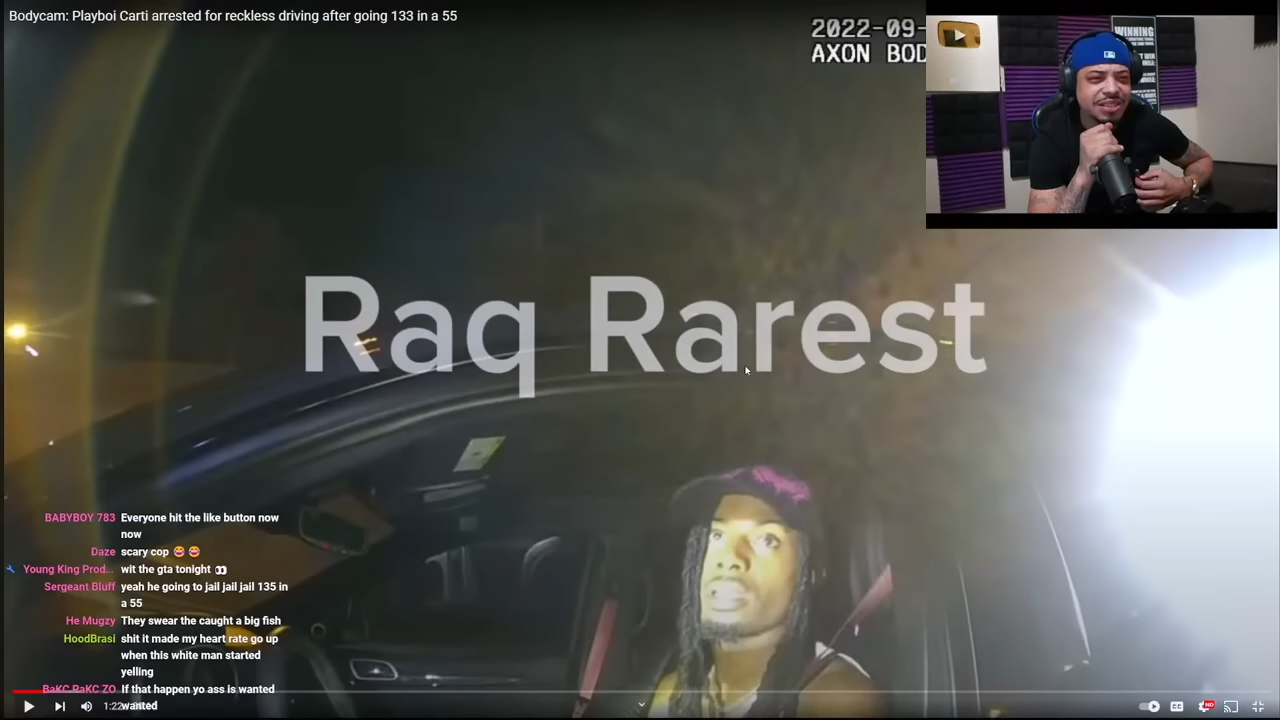 Bodycam: Playboi Carti arrested for reckless driving after going 133 in a 55
2022-09-
AXON BOD
WINNING
Raq Rarest
BABYBOY 783 Everyone hit the like button now
now
Daze scary cop 😂 😂
Young King Prod... wit the gta tonight 👀
Sergeant Bluff yeah he going to jail jail jail 135 in
a 55
He Mugzy They swear the caught a big fish
HoodBrasi shit it made my heart rate go up
when this white man started
yelling
BaKC PaKC ZO If that happen yo ass is wanted
wanted
1:22
CC
HD